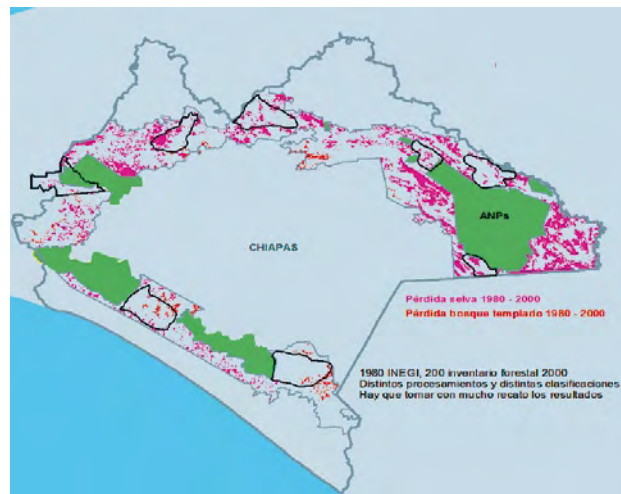 ANPs
CHIAPAS
Pérdida selva 1980 - 2000
Pérdida bosque templado 1980 - 2000
1980 INEGI, 200 inventario forestal 2000
Distintos procesamientos y distintas clasificaciones
Hay que tomar con mucho recato los resultados